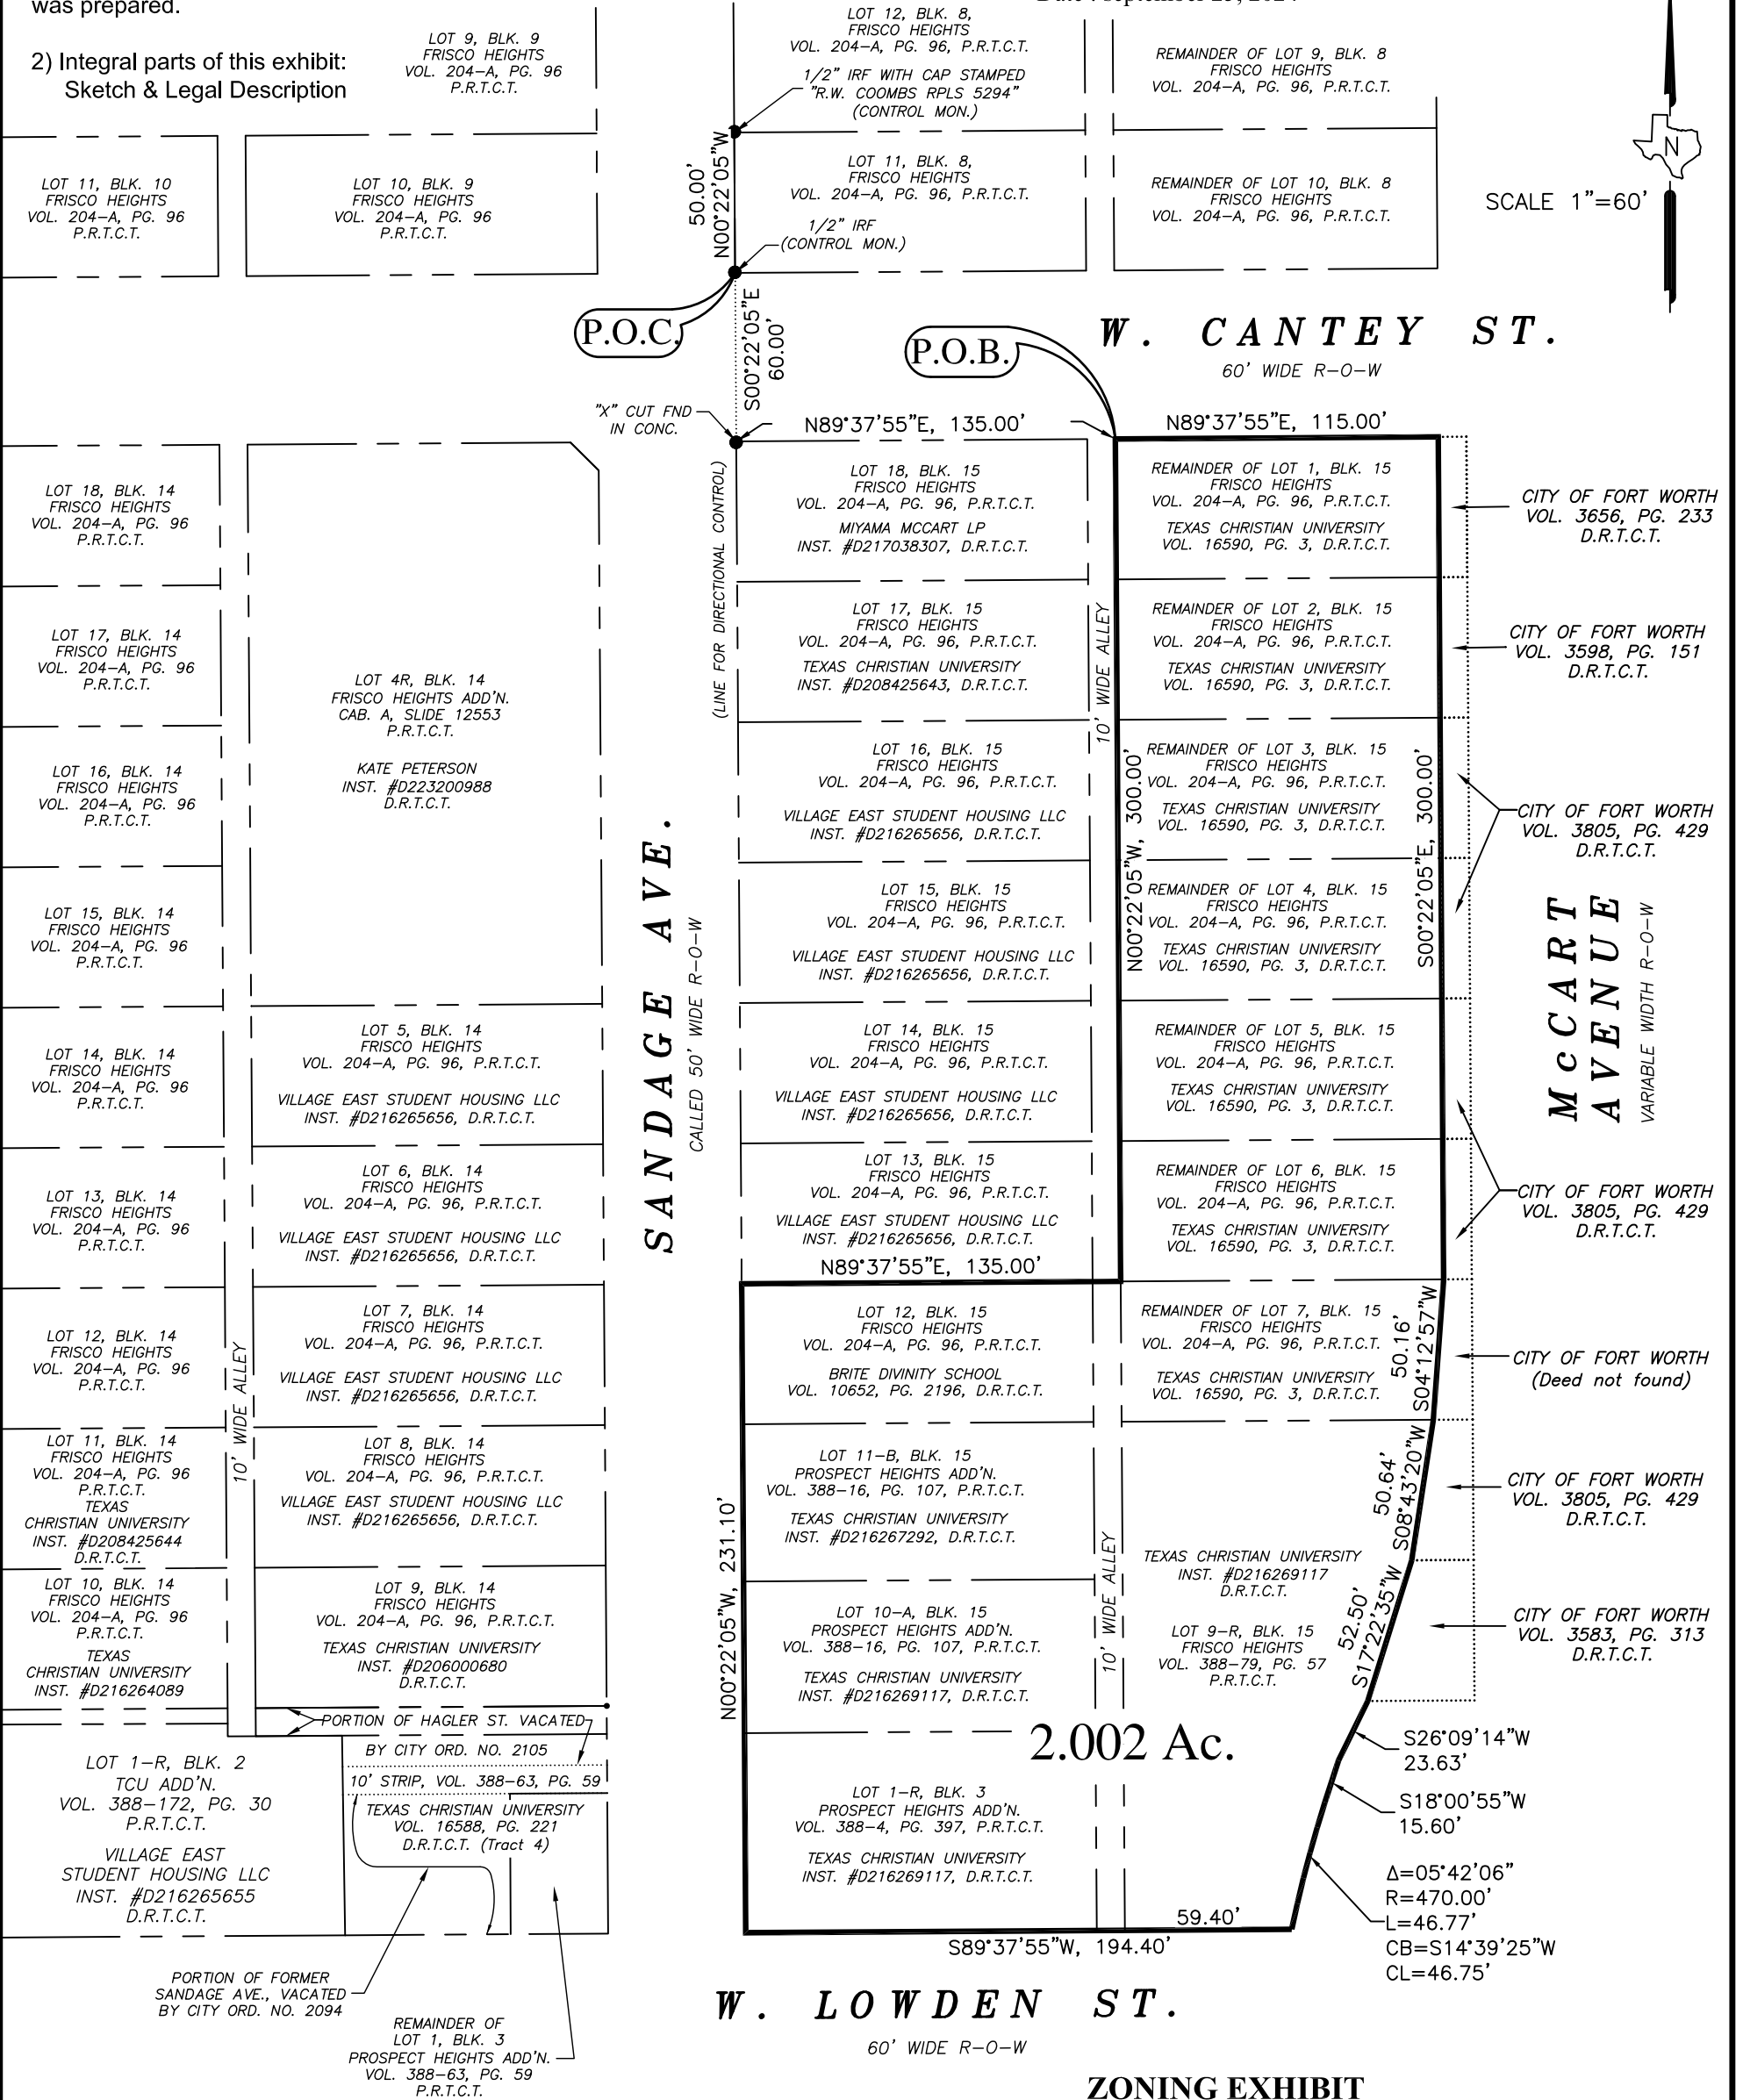 was prepared.
2) Integral parts of this exhibit:
Sketch & Legal Description
LOT 9, BLK. 9
FRISCO HEIGHTS
VOL. 204-A, PG. 96
P.R.T.C.T.
LOT 12, BLK. 8,
FRISCO HEIGHTS
VOL. 204-A, PG. 96, P.R.T.C.T.
1/2" IRF WITH CAP STAMPED
"R.W. COOMBS RPLS 5294"
(CONTROL MON.)
REMAINDER OF LOT 9, BLK. 8
FRISCO HEIGHTS
VOL. 204-A, PG. 96, P.R.T.C.T.
N
SCALE 1"=60'
LOT 11, BLK. 10
FRISCO HEIGHTS
VOL. 204-A, PG. 96
P.R.T.C.T.
LOT 10, BLK. 9
FRISCO HEIGHTS
VOL. 204-A, PG. 96
P.R.T.C.T.
50.00'
N00°22'05"W
LOT 11, BLK. 8,
FRISCO HEIGHTS
VOL. 204-A, PG. 96, P.R.T.C.T.
1/2" IRF
(CONTROL MON.)
REMAINDER OF LOT 10, BLK. 8
FRISCO HEIGHTS
VOL. 204-A, PG. 96, P.R.T.C.T.
P.O.C.
S00°22'05"E
60.00'
P.O.B.
W. CANTEY ST.
60' WIDE R-O-W
"X" CUT FND
IN CONC.
N89°37'55"E, 135.00'
N89°37'55"E, 115.00'
LOT 18, BLK. 14
FRISCO HEIGHTS
VOL. 204-A, PG. 96
P.R.T.C.T.
LOT 17, BLK. 14
FRISCO HEIGHTS
VOL. 204-A, PG. 96
P.R.T.C.T.
LOT 16, BLK. 14
FRISCO HEIGHTS
VOL. 204-A, PG. 96
P.R.T.C.T.
LOT 15, BLK. 14
FRISCO HEIGHTS
VOL. 204-A, PG. 96
P.R.T.C.T.
LOT 14, BLK. 14
FRISCO HEIGHTS
VOL. 204-A, PG. 96
P.R.T.C.T.
LOT 13, BLK. 14
FRISCO HEIGHTS
VOL. 204-A, PG. 96
P.R.T.C.T.
LOT 12, BLK. 14
FRISCO HEIGHTS
VOL. 204-A, PG. 96
P.R.T.C.T.
LOT 11, BLK. 14
FRISCO HEIGHTS
VOL. 204-A, PG. 96
P.R.T.C.T.
TEXAS
CHRISTIAN UNIVERSITY
INST. #D208425644
D.R.T.C.T.
LOT 10, BLK. 14
FRISCO HEIGHTS
VOL. 204-A, PG. 96
P.R.T.C.T.
TEXAS
CHRISTIAN UNIVERSITY
INST. #D216264089
10' WIDE ALLEY
LOT 4R, BLK. 14
FRISCO HEIGHTS ADD'N.
CAB. A, SLIDE 12553
P.R.T.C.T.
KATE PETERSON
INST. #D223200988
D.R.T.C.T.
LOT 5, BLK. 14
FRISCO HEIGHTS
VOL. 204-A, PG. 96, P.R.T.C.T.
VILLAGE EAST STUDENT HOUSING LLC
INST. #D216265656, D.R.T.C.T.
LOT 6, BLK. 14
FRISCO HEIGHTS
VOL. 204-A, PG. 96, P.R.T.C.T.
VILLAGE EAST STUDENT HOUSING LLC
INST. #D216265656, D.R.T.C.T.
LOT 7, BLK. 14
FRISCO HEIGHTS
VOL. 204-A, PG. 96, P.R.T.C.T.
VILLAGE EAST STUDENT HOUSING LLC
INST. #D216265656, D.R.T.C.T.
LOT 8, BLK. 14
FRISCO HEIGHTS
VOL. 204-A, PG. 96, P.R.T.C.T.
VILLAGE EAST STUDENT HOUSING LLC
INST. #D216265656, D.R.T.C.T.
LOT 9, BLK. 14
FRISCO HEIGHTS
VOL. 204-A, PG. 96, P.R.T.C.T.
TEXAS CHRISTIAN UNIVERSITY
INST. #D206000680
D.R.T.C.T.
PORTION OF HAGLER ST. VACATED
BY CITY ORD. NO. 2105
10' STRIP, VOL. 388-63, PG. 59
TEXAS CHRISTIAN UNIVERSITY
VOL. 16588, PG. 221
D.R.T.C.T. (Tract 4)
LOT 1-R, BLK. 2
TCU ADD'N.
VOL. 388-172, PG. 30
P.R.T.C.T.
VILLAGE EAST
STUDENT HOUSING LLC
INST. #D216265655
D.R.T.C.T.
PORTION OF FORMER
SANDAGE AVE., VACATED
BY CITY ORD. NO. 2094
REMAINDER OF
LOT 1, BLK. 3
PROSPECT HEIGHTS ADD'N.
VOL. 388-63, PG. 59
P.R.T.C.T.
SANDAGE AVE.
CALLED 50' WIDE R-O-W
(LINE FOR DIRECTIONAL CONTROL)
LOT 18, BLK. 15
FRISCO HEIGHTS
VOL. 204-A, PG. 96, P.R.T.C.T.
MIYAMA MCCART LP
INST. #D217038307, D.R.T.C.T.
LOT 17, BLK. 15
FRISCO HEIGHTS
VOL. 204-A, PG. 96, P.R.T.C.T.
TEXAS CHRISTIAN UNIVERSITY
INST. #D208425643, D.R.T.C.T.
LOT 16, BLK. 15
FRISCO HEIGHTS
VOL. 204-A, PG. 96, P.R.T.C.T.
VILLAGE EAST STUDENT HOUSING LLC
INST. #D216265656, D.R.T.C.T.
LOT 15, BLK. 15
FRISCO HEIGHTS
VOL. 204-A, PG. 96, P.R.T.C.T.
VILLAGE EAST STUDENT HOUSING LLC
INST. #D216265656, D.R.T.C.T.
LOT 14, BLK. 15
FRISCO HEIGHTS
VOL. 204-A, PG. 96, P.R.T.C.T.
VILLAGE EAST STUDENT HOUSING LLC
INST. #D216265656, D.R.T.C.T.
LOT 13, BLK. 15
FRISCO HEIGHTS
VOL. 204-A, PG. 96, P.R.T.C.T.
VILLAGE EAST STUDENT HOUSING LLC
INST. #D216265656, D.R.T.C.T.
N89°37'55"E, 135.00'
LOT 12, BLK. 15
FRISCO HEIGHTS
VOL. 204-A, PG. 96, P.R.T.C.T.
BRITE DIVINITY SCHOOL
VOL. 10652, PG. 2196, D.R.T.C.T.
LOT 11-B, BLK. 15
PROSPECT HEIGHTS ADD'N.
VOL. 388-16, PG. 107, P.R.T.C.T.
TEXAS CHRISTIAN UNIVERSITY
INST. #D216267292, D.R.T.C.T.
LOT 10-A, BLK. 15
PROSPECT HEIGHTS ADD'N.
VOL. 388-16, PG. 107, P.R.T.C.T.
TEXAS CHRISTIAN UNIVERSITY
INST. #D216269117, D.R.T.C.T.
N00°22'05"W, 231.10'
2.002 Ac.
LOT 1-R, BLK. 3
PROSPECT HEIGHTS ADD'N.
VOL. 388-4, PG. 397, P.R.T.C.T.
TEXAS CHRISTIAN UNIVERSITY
INST. #D216269117, D.R.T.C.T.
10' WIDE ALLEY
N00°22'05"W, 300.00'
10' WIDE ALLEY
REMAINDER OF LOT 1, BLK. 15
FRISCO HEIGHTS
VOL. 204-A, PG. 96, P.R.T.C.T.
TEXAS CHRISTIAN UNIVERSITY
VOL. 16590, PG. 3, D.R.T.C.T.
REMAINDER OF LOT 2, BLK. 15
FRISCO HEIGHTS
VOL. 204-A, PG. 96, P.R.T.C.T.
TEXAS CHRISTIAN UNIVERSITY
VOL. 16590, PG. 3, D.R.T.C.T.
REMAINDER OF LOT 3, BLK. 15
FRISCO HEIGHTS
VOL. 204-A, PG. 96, P.R.T.C.T.
TEXAS CHRISTIAN UNIVERSITY
VOL. 16590, PG. 3, D.R.T.C.T.
REMAINDER OF LOT 4, BLK. 15
FRISCO HEIGHTS
VOL. 204-A, PG. 96, P.R.T.C.T.
TEXAS CHRISTIAN UNIVERSITY
VOL. 16590, PG. 3, D.R.T.C.T.
REMAINDER OF LOT 5, BLK. 15
FRISCO HEIGHTS
VOL. 204-A, PG. 96, P.R.T.C.T.
TEXAS CHRISTIAN UNIVERSITY
VOL. 16590, PG. 3, D.R.T.C.T.
REMAINDER OF LOT 6, BLK. 15
FRISCO HEIGHTS
VOL. 204-A, PG. 96, P.R.T.C.T.
TEXAS CHRISTIAN UNIVERSITY
VOL. 16590, PG. 3, D.R.T.C.T.
REMAINDER OF LOT 7, BLK. 15
FRISCO HEIGHTS
VOL. 204-A, PG. 96, P.R.T.C.T.
TEXAS CHRISTIAN UNIVERSITY
VOL. 16590, PG. 3, D.R.T.C.T.
TEXAS CHRISTIAN UNIVERSITY
INST. #D216269117
D.R.T.C.T.
LOT 9-R, BLK. 15
FRISCO HEIGHTS
VOL. 388-79, PG. 57
P.R.T.C.T.
S00°22'05"E, 300.00'
50.16'
S04°12'57"W
50.64'
S08°43'20"W
52.50'
S17°22'35"W
CITY OF FORT WORTH
VOL. 3656, PG. 233
D.R.T.C.T.
CITY OF FORT WORTH
VOL. 3598, PG. 151
D.R.T.C.T.
CITY OF FORT WORTH
VOL. 3805, PG. 429
D.R.T.C.T.
McCART
AVENUE
VARIABLE WIDTH R-O-W
CITY OF FORT WORTH
VOL. 3805, PG. 429
D.R.T.C.T.
CITY OF FORT WORTH
(Deed not found)
CITY OF FORT WORTH
VOL. 3805, PG. 429
D.R.T.C.T.
CITY OF FORT WORTH
VOL. 3583, PG. 313
D.R.T.C.T.
S26°09'14"W
23.63'
S18°00'55"W
15.60'
Δ=05°42'06"
R=470.00'
L=46.77'
CB=S14°39'25"W
CL=46.75'
59.40'
S89°37'55"W, 194.40'
W. LOWDEN ST.
60' WIDE R-O-W
ZONING EXHIBIT